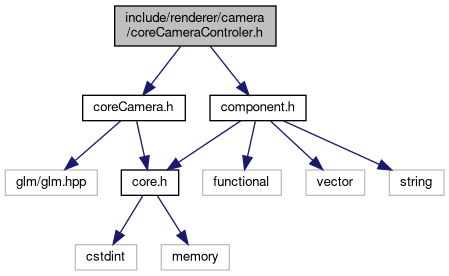 include/renderer/camera
/coreCameraControler.h
coreCamera.h
component.h
glm/glm.hpp
core.h
functional
vector
string
cstdint
memory